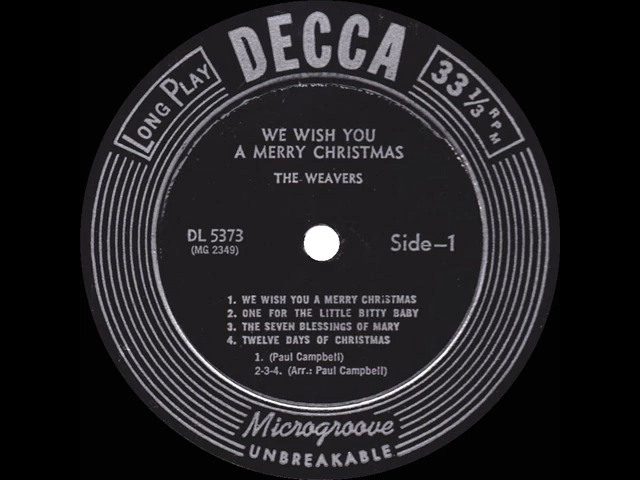 DECCA
LONG PLAY
33 1/3 RPM
WE WISH YOU
A MERRY CHRISTMAS
THE WEAVERS
DL 5373
(MG 2349)
Side-1
1. WE WISH YOU A MERRY CHRISTMAS
2. ONE FOR THE LITTLE BITTY BABY
3. THE SEVEN BLESSINGS OF MARY
4. TWELVE DAYS OF CHRISTMAS
1. (Paul Campbell)
2-3-4. (Arr.: Paul Campbell)
Microgroove
UNBREAKABLE